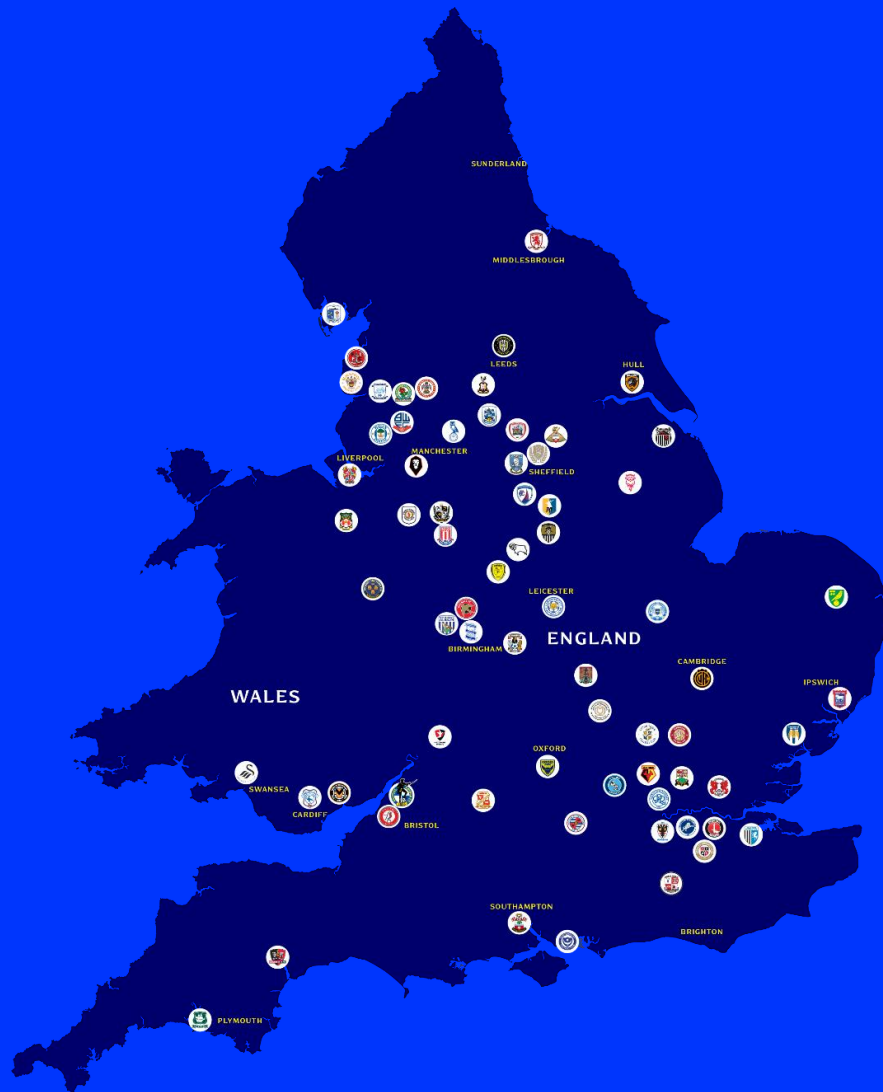 SUNDERLAND
MIDDLESBROUGH
LEEDS
HULL
MANCHESTER
LIVERPOOL
SHEFFIELD
LEICESTER
ENGLAND
BIRMINGHAM
CAMBRIDGE
WALES
IPSWICH
OXFORD
SWANSEA
CARDIFF
BRISTOL
SOUTHAMPTON
BRIGHTON
PLYMOUTH